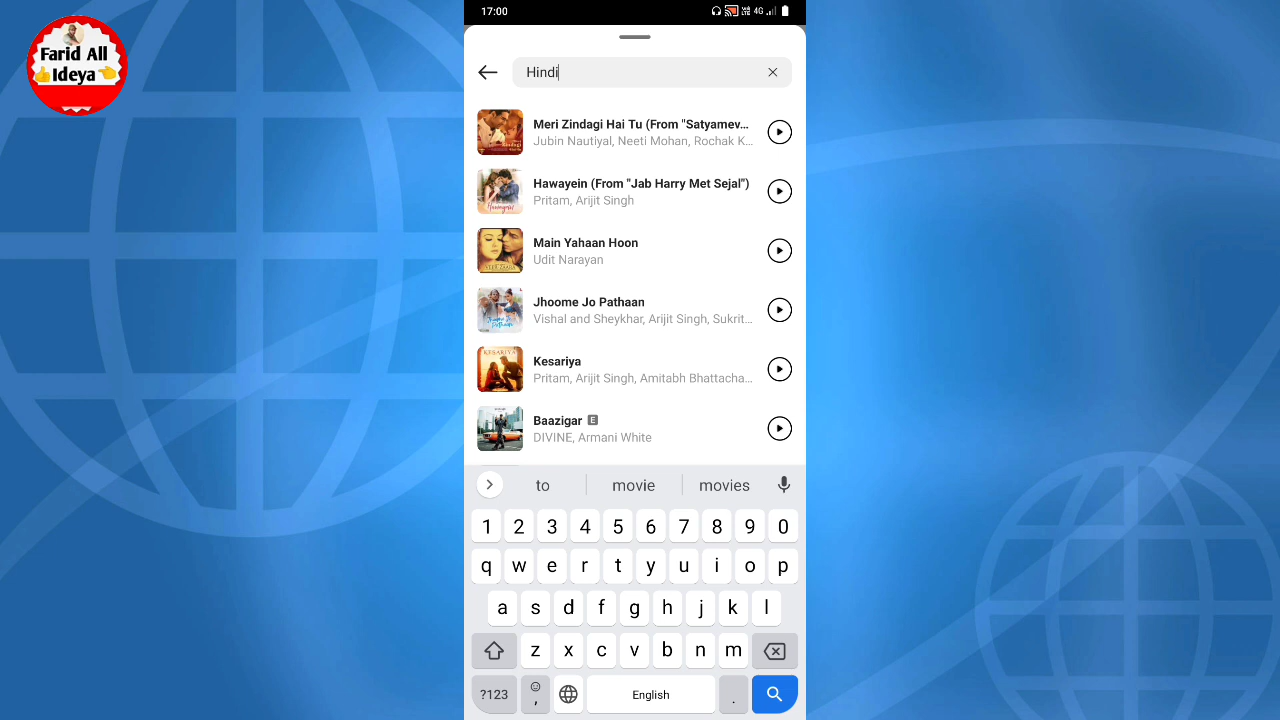 Farid All
Ideya
17:00
4G
Hindi
Meri Zindagi Hai Tu (From "Satyamev...
Jubin Nautiyal, Neeti Mohan, Rochak K...
Hawayein (From "Jab Harry Met Sejal")
Pritam, Arijit Singh
Main Yahaan Hoon
Udit Narayan
Jhoome Jo Pathaan
Vishal and Sheykhar, Arijit Singh, Sukrit...
KESARIYA
Kesariya
Pritam, Arijit Singh, Amitabh Bhattacha...
Baazigar E
DIVINE, Armani White
to movie movies
1 2 3 4 5 6 7 8 9 0
q w e r t y u i o p
a s d f g h j k l
z x c v b n m
?123 , English .